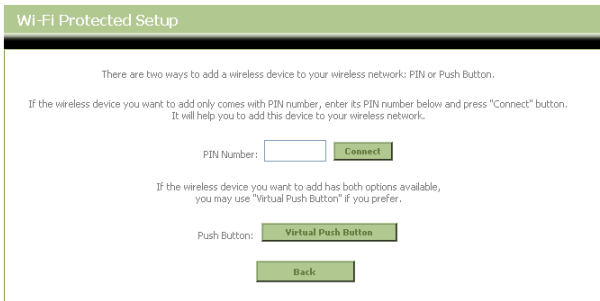 Wi-Fi Protected Setup
There are two ways to add a wireless device to your wireless network: PIN or Push Button.
If the wireless device you want to add only comes with PIN number, enter its PIN number below and press "Connect" button.
It will help you to add this device to your wireless network.
PIN Number: Connect
If the wireless device you want to add has both options available,
you may use "Virtual Push Button" if you prefer.
Push Button: Virtual Push Button
Back